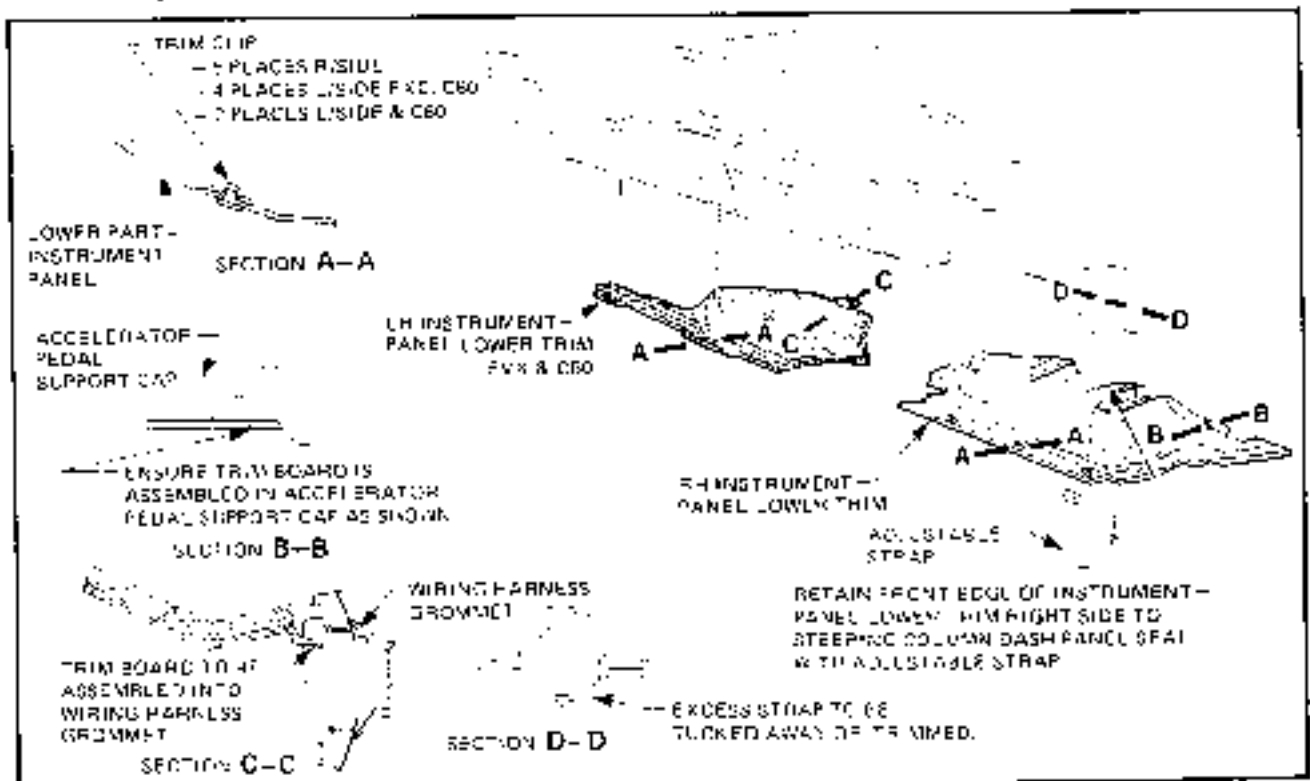 TRIM CLIP
– 5 PLACES R/SIDE
– 4 PLACES L/SIDE EXC. C60
– 2 PLACES L/SIDE & C60
LOWER PART –
INSTRUMENT
PANEL
SECTION A–A
ACCELERATOR –
PEDAL
SUPPORT CAP
LH INSTRUMENT –
PANEL LOWER TRIM
& C60
A
A
C
C
D
D
ENSURE TRIM BOARD IS
ASSEMBLED IN ACCELERATOR
PEDAL SUPPORT CAP AS SHOWN
SECTION B–B
A
A
B
B
RH INSTRUMENT –
PANEL LOWER TRIM
ADJUSTABLE
STRAP
WIRING HARNESS
GROMMET
RETAIN FRONT EDGE OF INSTRUMENT –
PANEL LOWER TRIM RIGHT SIDE TO
STEERING COLUMN DASH PANEL SEAL
WITH ADJUSTABLE STRAP
TRIM BOARD TO BE
ASSEMBLED INTO
WIRING HARNESS
GROMMET
SECTION C–C
SECTION D–D
EXCESS STRAP TO BE
TUCKED AWAY OR TRIMMED.